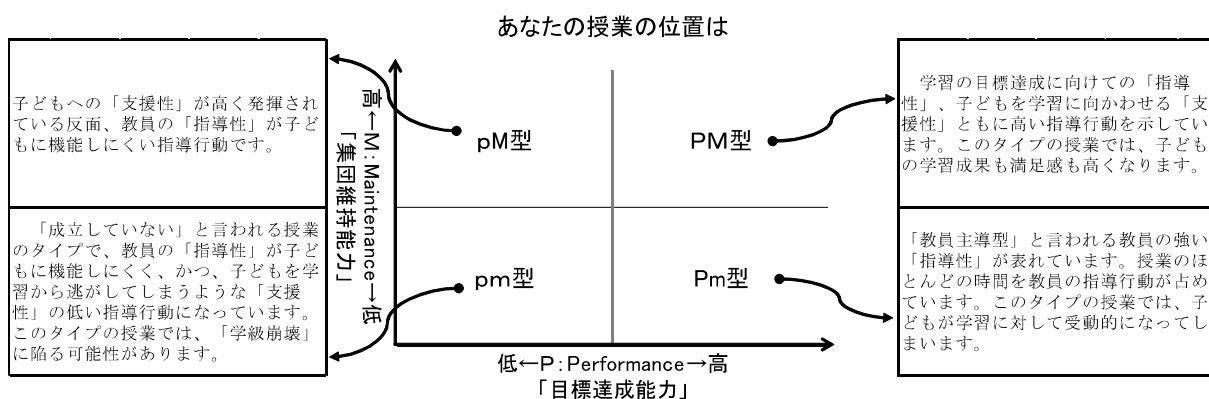 あなたの授業の位置は
子どもへの「支援性」が高く発揮され
ている反面、教員の「指導性」が子ど
もに機能しにくい指導行動です。
「成立していない」と言われる授業
のタイプで、教員の「指導性」が子ど
もに機能しにくく、かつ、子どもを学
習から逃がしてしまうような「支援
性」の低い指導行動になっています。
このタイプの授業では、「学級崩壊」
に陥る可能性があります。
高←M:Maintenance→低
「集団維持能力」
pM型
PM型
pm型
Pm型
低←P:Performance→高
「目標達成能力」
学習の目標達成に向けての「指導
性」、子どもを学習に向かわせる「支
援性」ともに高い指導行動を示してい
ます。このタイプの授業では、子ども
の学習成果も満足感も高くなります。
「教員主導型」と言われる教員の強い
「指導性」が表れています。授業のほ
とんどの時間を教員の指導行動が占め
ています。このタイプの授業では、子
どもが学習に対して受動的になってし
まいます。